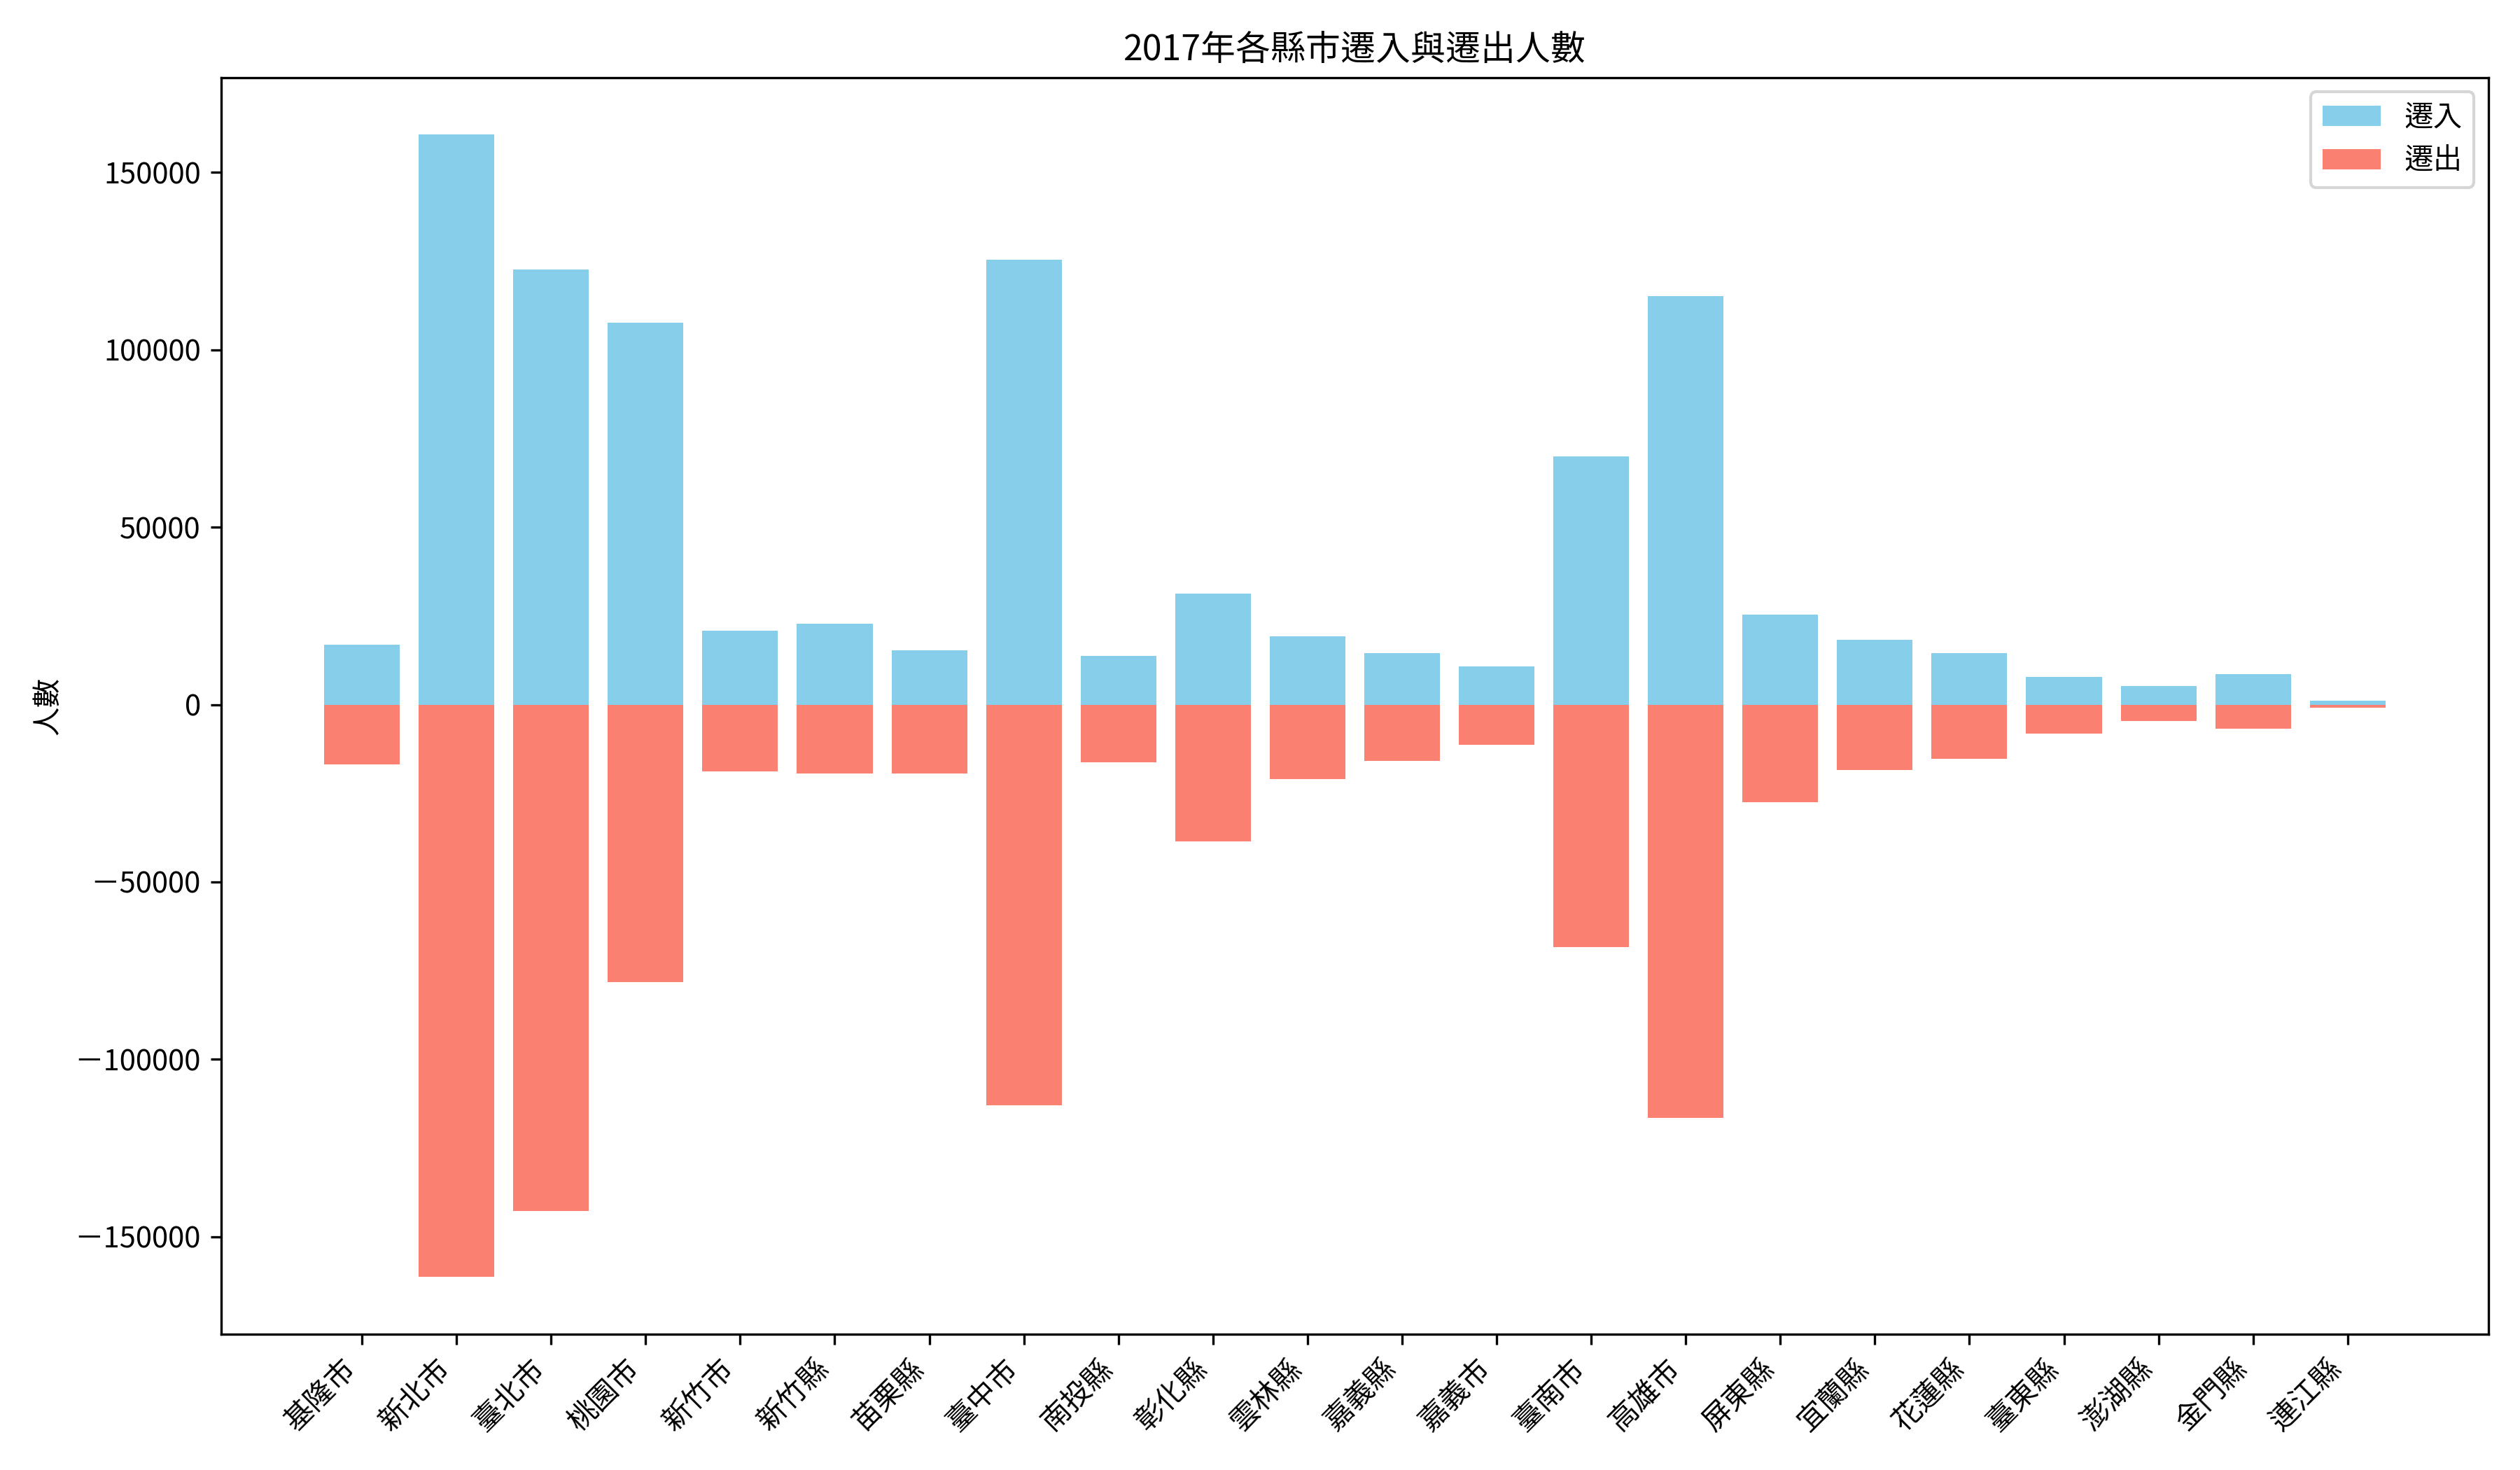 2017年各縣市遷入與遷出人數
遷入
遷出
150000
100000
50000
0
−50000
−100000
−150000
人數
基隆市
新北市
臺北市
桃園市
新竹市
新竹縣
苗栗縣
臺中市
南投縣
彰化縣
雲林縣
嘉義縣
嘉義市
臺南市
高雄市
屏東縣
宜蘭縣
花蓮縣
臺東縣
澎湖縣
金門縣
連江縣